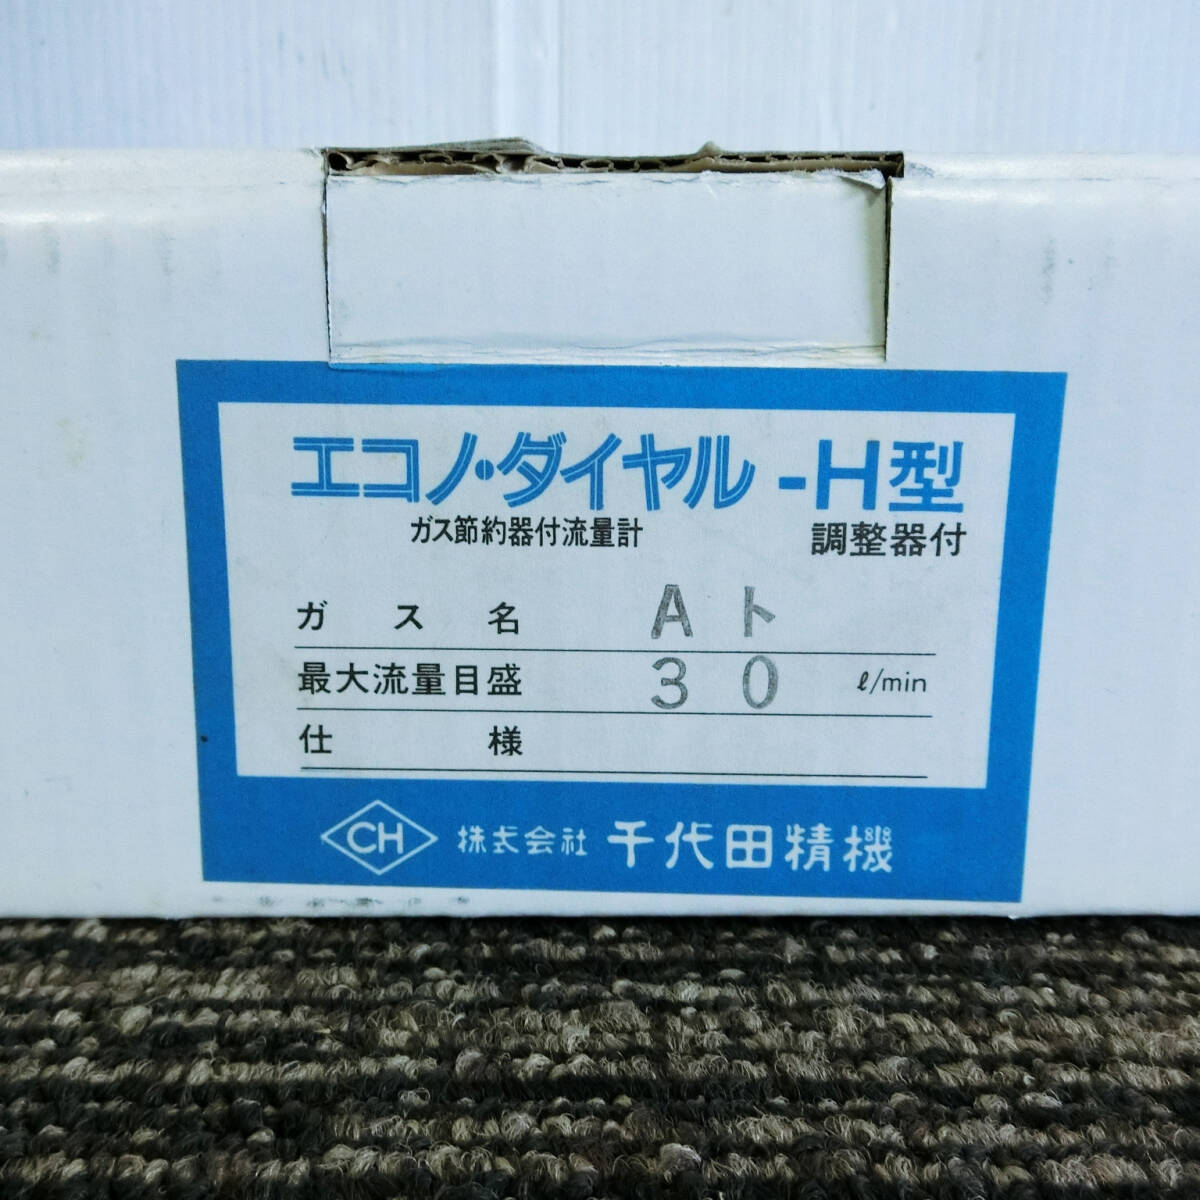 エコノ・ダイヤル -H型
ガス節約器付流量計 調整器付
ガス名 Aト
最大流量目盛 30 ℓ/min
仕様
CH 株式会社 千代田精機